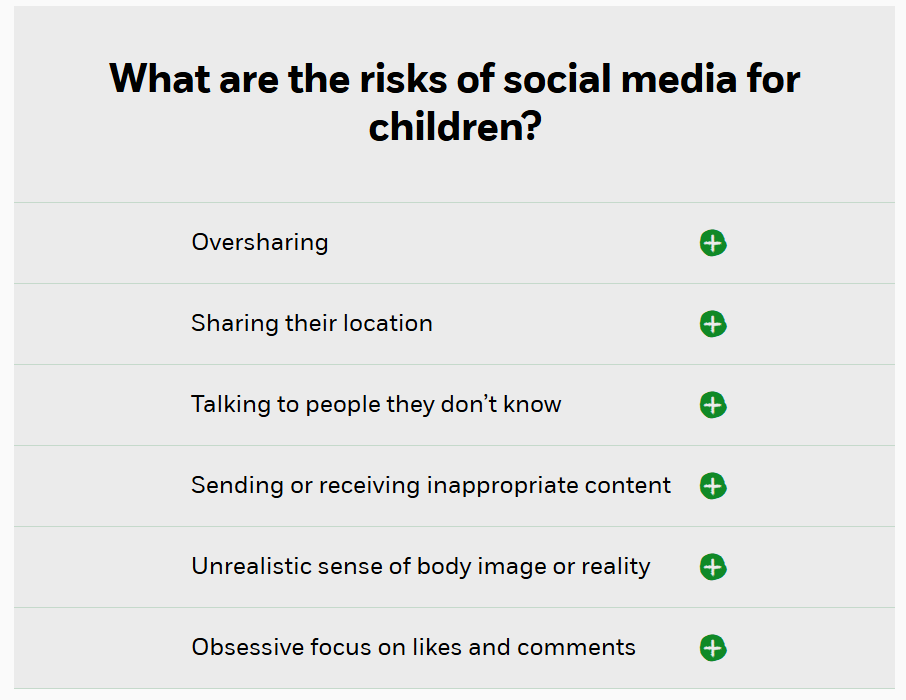 What are the risks of social media for
children?
Oversharing
Sharing their location
Talking to people they don’t know
Sending or receiving inappropriate content
Unrealistic sense of body image or reality
Obsessive focus on likes and comments